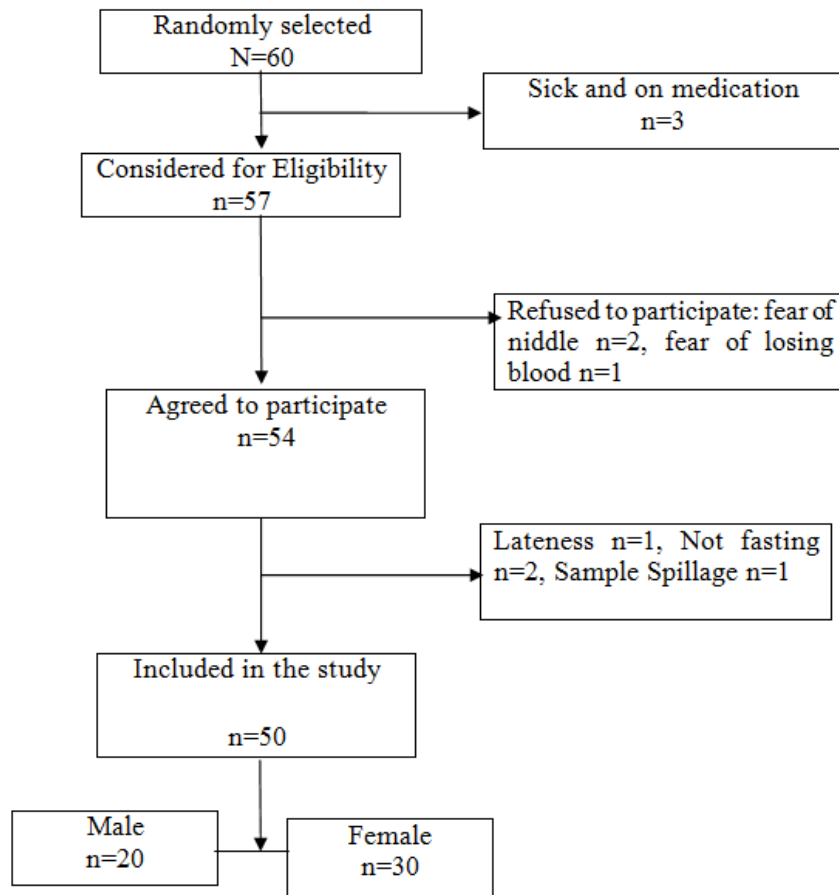 Randomly selected
N=60
Sick and on medication
n=3
Considered for Eligibility
n=57
Refused to participate: fear of
niddle n=2, fear of losing
blood n=1
Agreed to participate
n=54
Lateness n=1, Not fasting
n=2, Sample Spillage n=1
Included in the study
n=50
Male
n=20
Female
n=30